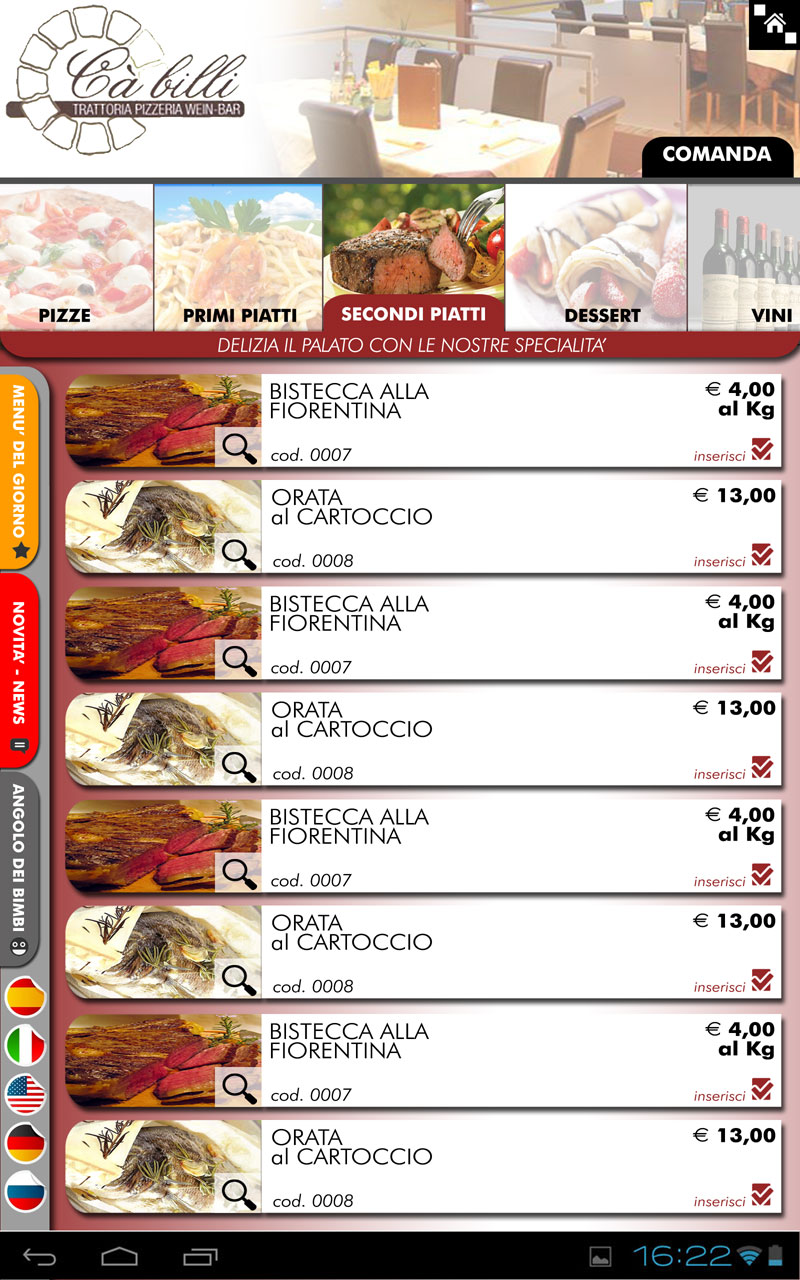 Cà billi
TRATTORIA PIZZERIA WEIN-BAR
COMANDA
PIZZE
PRIMI PIATTI
SECONDI PIATTI
DESSERT
VINI
DELIZIA IL PALATO CON LE NOSTRE SPECIALITA'
MENU' DEL GIORNO
NOVITA' - NEWS
ANGOLO DEI BIMBI
BISTECCA ALLA
FIORENTINA
cod. 0007
€ 4,00
al Kg
inserisci
ORATA
al CARTOCCIO
cod. 0008
€ 13,00
inserisci
BISTECCA ALLA
FIORENTINA
cod. 0007
€ 4,00
al Kg
inserisci
ORATA
al CARTOCCIO
cod. 0008
€ 13,00
inserisci
BISTECCA ALLA
FIORENTINA
cod. 0007
€ 4,00
al Kg
inserisci
ORATA
al CARTOCCIO
cod. 0008
€ 13,00
inserisci
BISTECCA ALLA
FIORENTINA
cod. 0007
€ 4,00
al Kg
inserisci
ORATA
al CARTOCCIO
cod. 0008
€ 13,00
inserisci
16:22